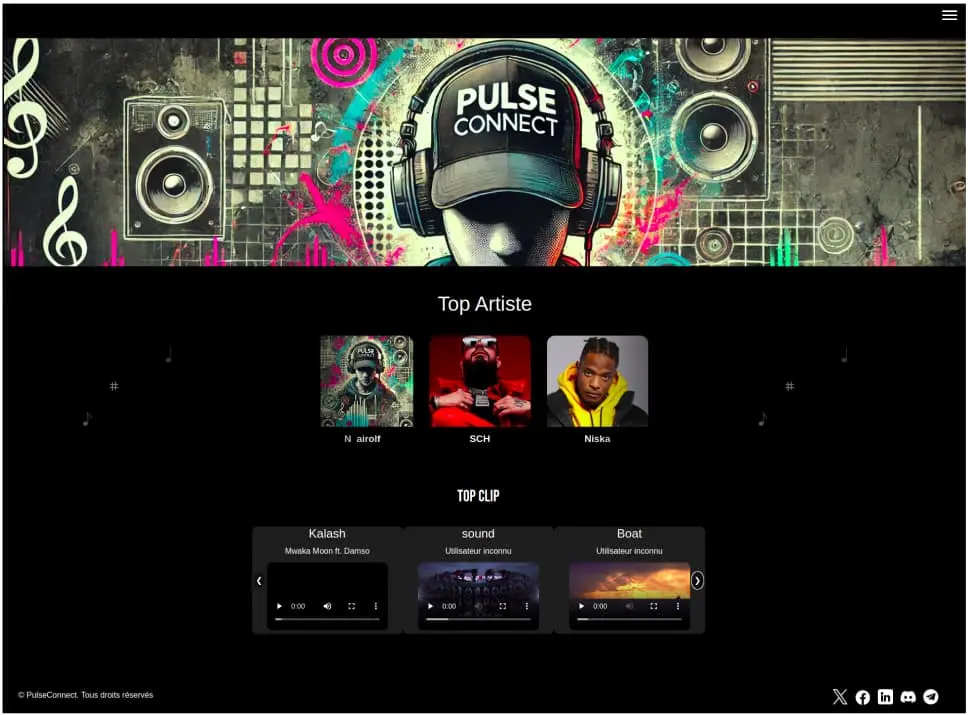 PULSE
CONNECT
Top Artiste
PULSE
CONNECT
N airolf
SCH
Niska
TOP CLIP
Kalash
sound
Boat
Mwaka Moon ft. Damso
Utilisateur inconnu
Utilisateur inconnu
0:00
0:00
0:00
© PulseConnect. Tous droits réservés